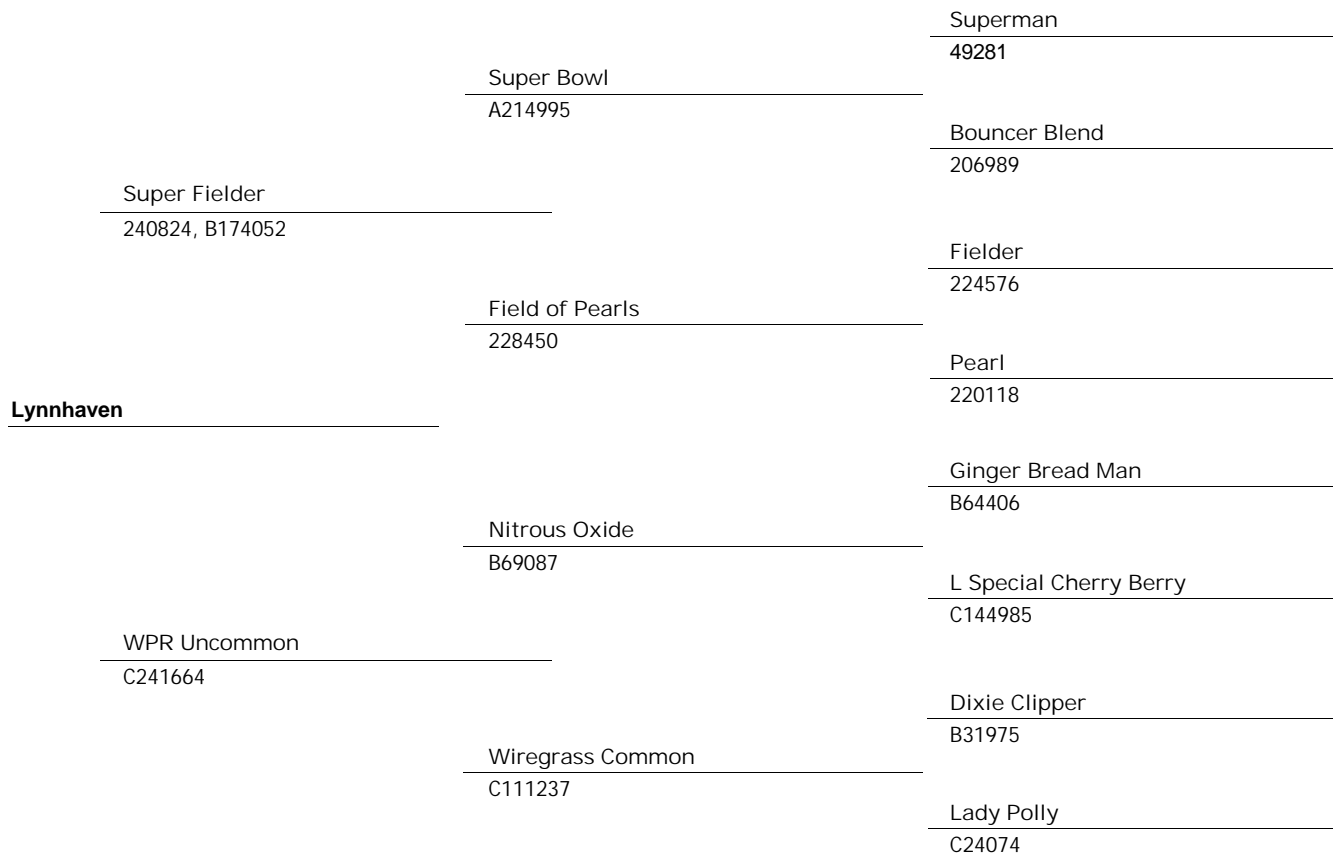 Superman
49281
Super Bowl
A214995
Bouncer Blend
206989
Super Fielder
240824, B174052
Fielder
224576
Field of Pearls
228450
Pearl
220118
Lynnhaven
Ginger Bread Man
B64406
Nitrous Oxide
B69087
L Special Cherry Berry
C144985
WPR Uncommon
C241664
Dixie Clipper
B31975
Wiregrass Common
C111237
Lady Polly
C24074